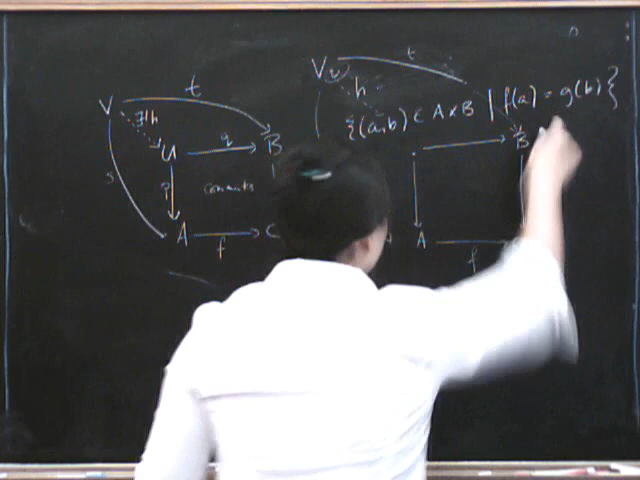 t
V
∃!h
U
q
B
s
p
commutes
A
f
C
V
v
t
h
{(a,b) ∈ A × B | f(a) = g(b)}
B
A
f